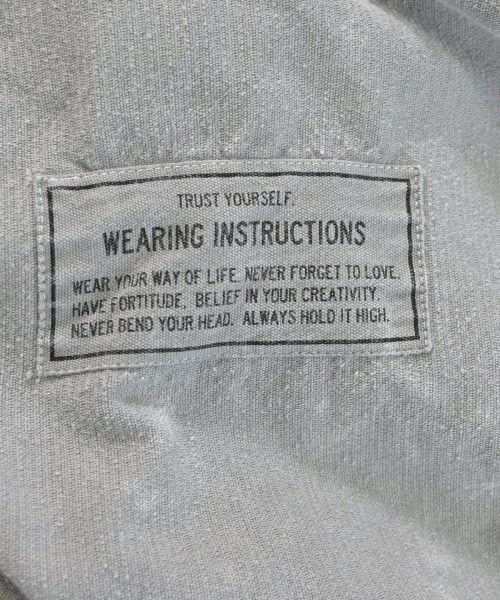 TRUST YOURSELF.
WEARING INSTRUCTIONS
WEAR YOUR WAY OF LIFE. NEVER FORGET TO LOVE.
HAVE FORTITUDE. BELIEF IN YOUR CREATIVITY.
NEVER BEND YOUR HEAD. ALWAYS HOLD IT HIGH.